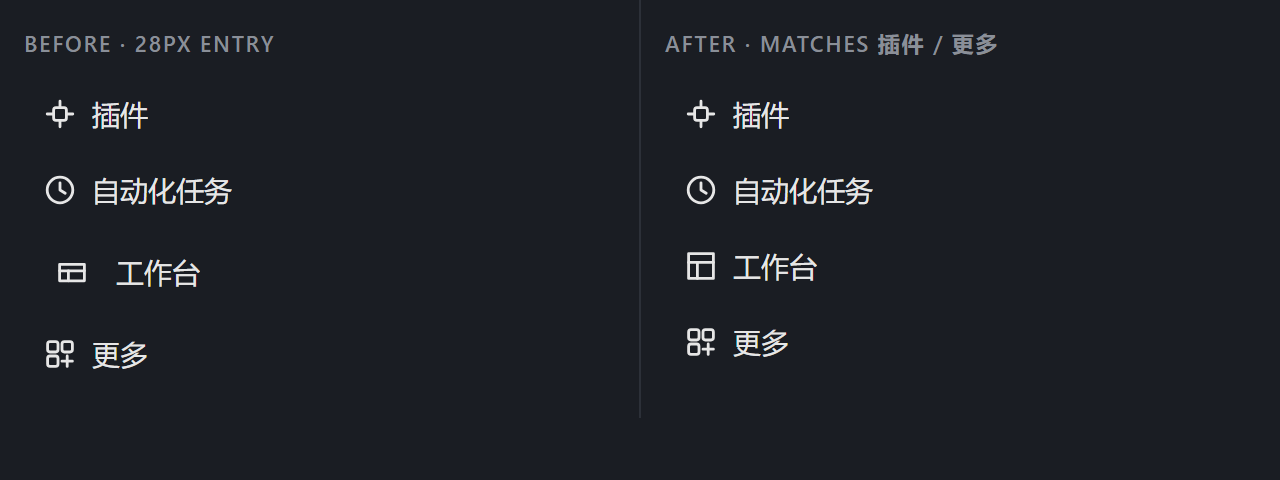 BEFORE · 28PX ENTRY
插件
自动化任务
工作台
更多
AFTER · MATCHES 插件 / 更多
插件
自动化任务
工作台
更多